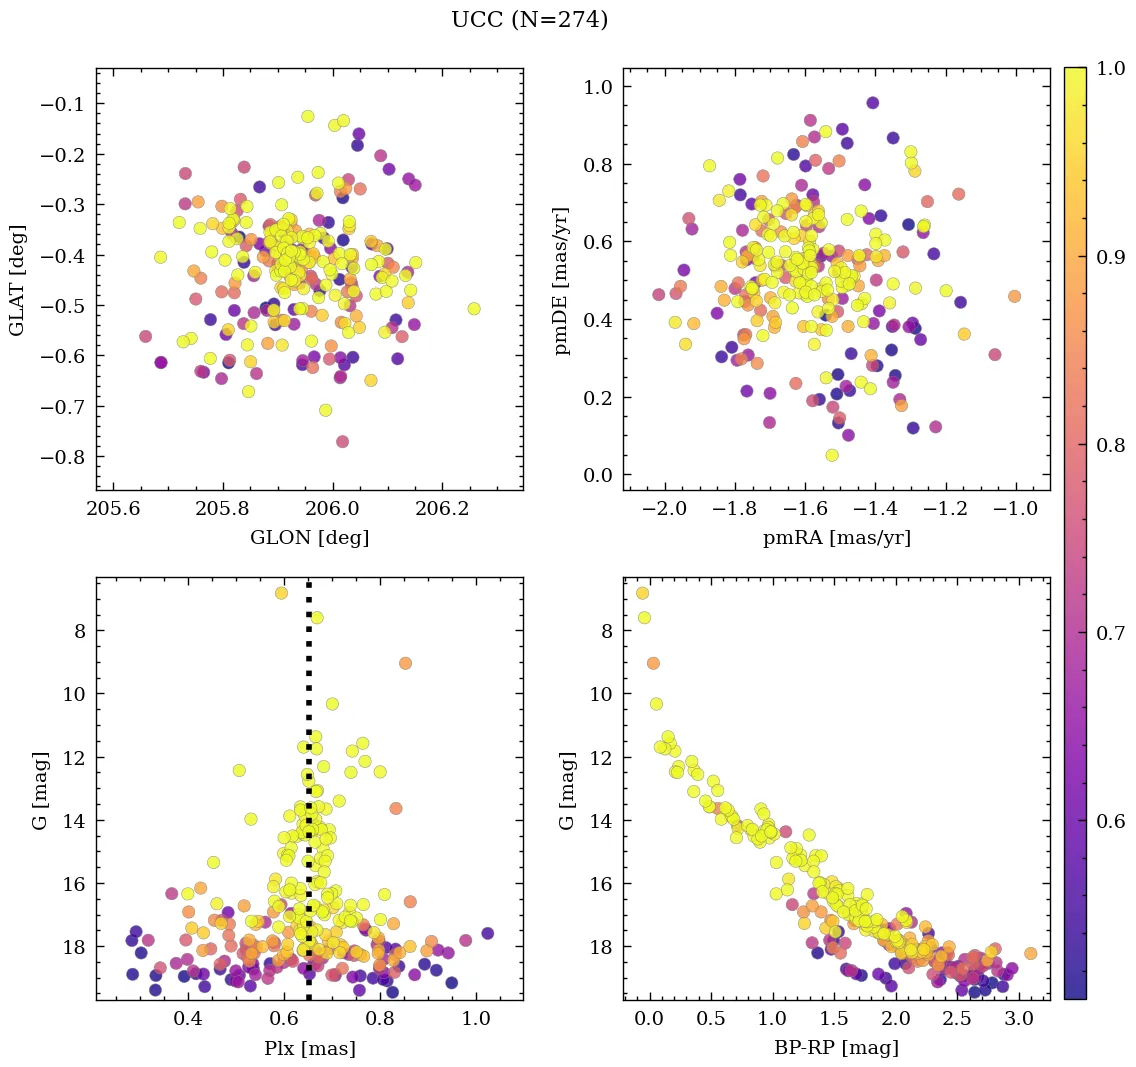 UCC (N=274)
−0.1
−0.2
−0.3
−0.4
−0.5
−0.6
−0.7
−0.8
GLAT [deg]
205.6 205.8 206.0 206.2
GLON [deg]
1.0
0.8
0.6
0.4
0.2
0.0
pmDE [mas/yr]
−2.0 −1.8 −1.6 −1.4 −1.2 −1.0
pmRA [mas/yr]
1.0
0.9
0.8
0.7
0.6
8
10
12
14
16
18
G [mag]
0.4 0.6 0.8 1.0
Plx [mas]
8
10
12
14
16
18
G [mag]
0.0 0.5 1.0 1.5 2.0 2.5 3.0
BP-RP [mag]